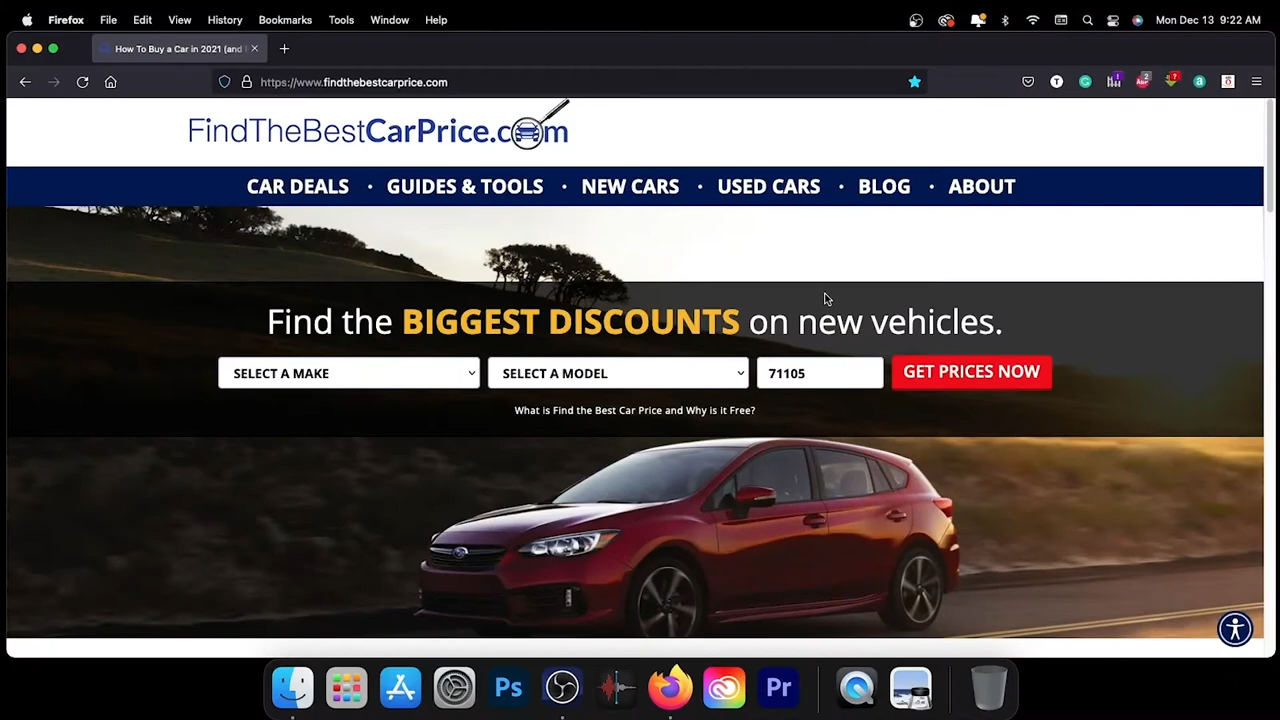 Firefox File Edit View History Bookmarks Tools Window Help Mon Dec 13 9:22 AM
How To Buy a Car in 2021 (and
https://www.findthebestcarprice.com
FindTheBestCarPrice.com
CAR DEALS • GUIDES & TOOLS • NEW CARS • USED CARS • BLOG • ABOUT
Find the BIGGEST DISCOUNTS on new vehicles.
SELECT A MAKE SELECT A MODEL 71105 GET PRICES NOW
What is Find the Best Car Price and Why is it Free?
Ps Pr